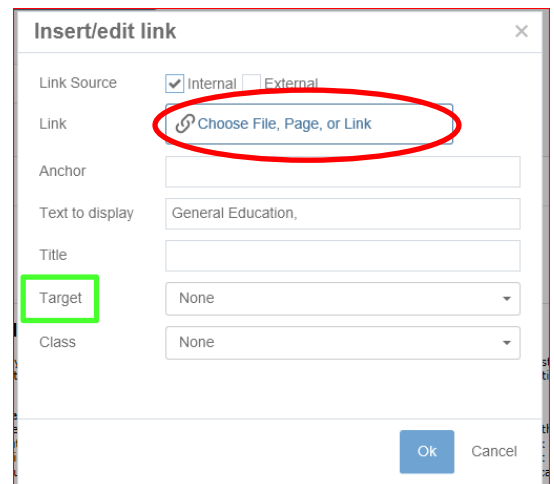 Insert/edit link
Link Source Internal External
Link Choose File, Page, or Link
Anchor
Text to display General Education,
Title
Target None
Class None
Ok Cancel